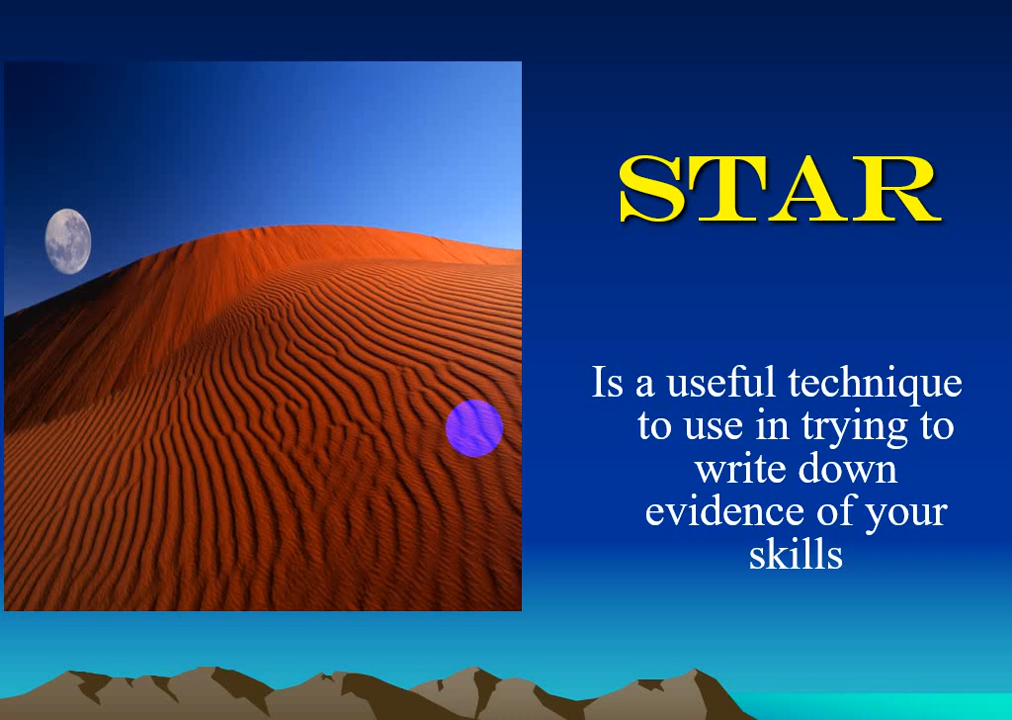 STAR
Is a useful technique
to use in trying to
write down
evidence of your
skills